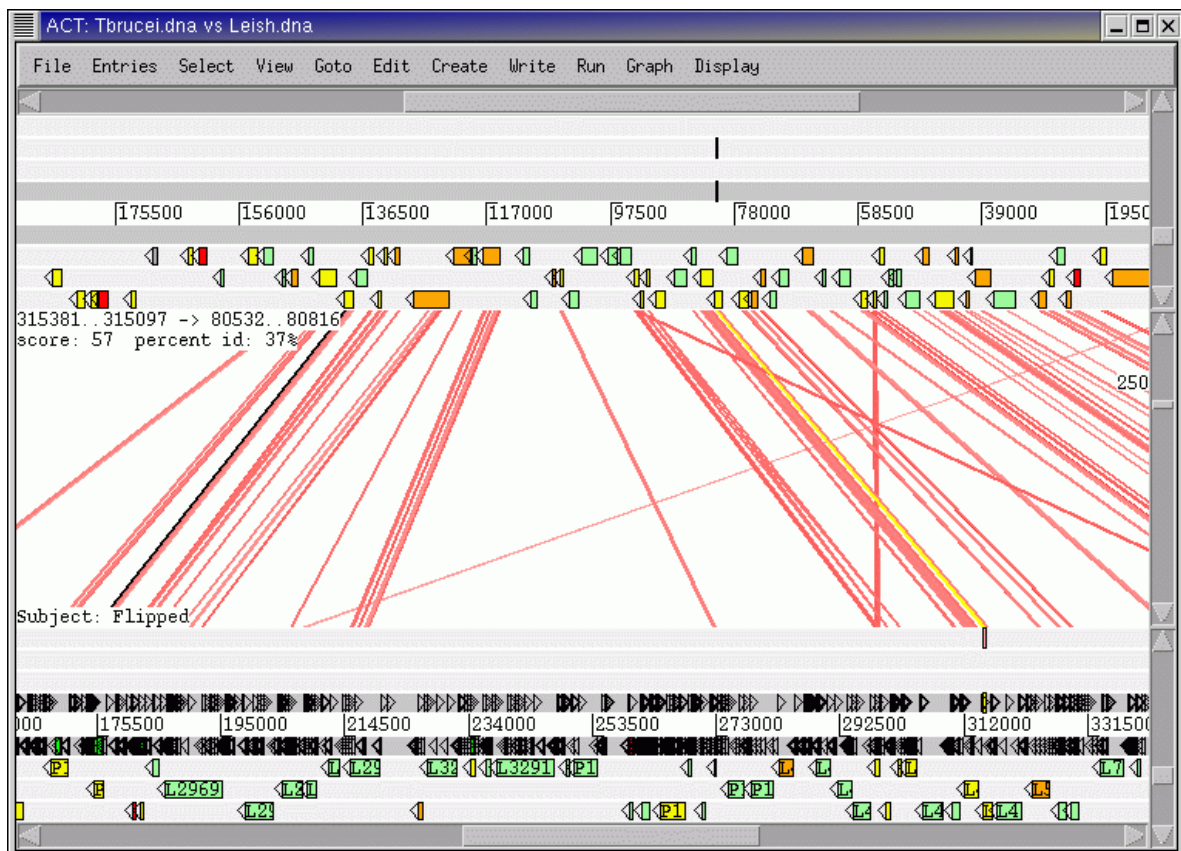 ACT: Tbrucei.dna vs Leish.dna
File Entries Select View Goto Edit Create Write Run Graph Display
175500 156000 136500 117000 97500 78000 58500 39000 1950
315381..315097 -> 80532..80816
score: 57 percent id: 37%
250
Subject: Flipped
000 175500 195000 214500 234000 253500 273000 292500 312000 331500
P1 L L29 L32 L3291 P1 L L L7
P L2969 L2 L P P1 L L
L29 P1 L4 L4 L4